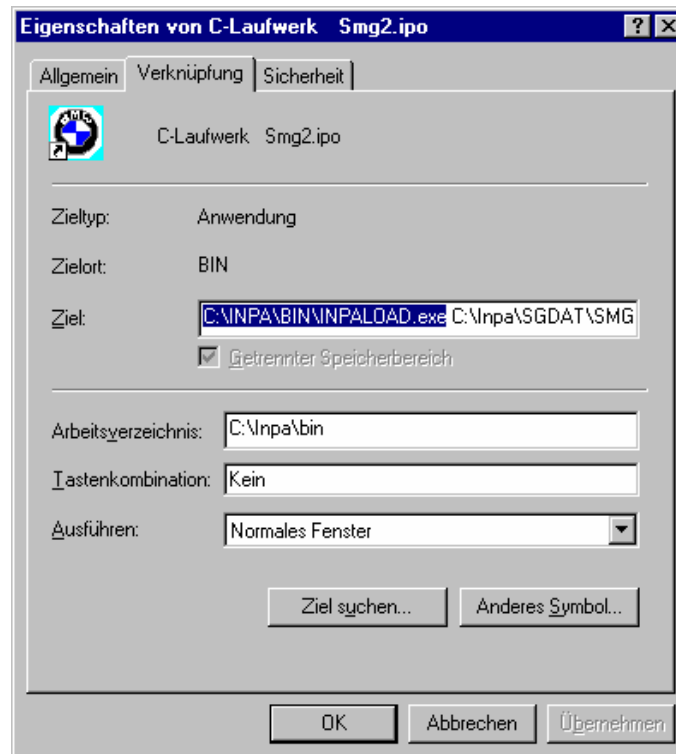 Eigenschaften von C-Laufwerk Smg2.ipo
Allgemein Verknüpfung Sicherheit
C-Laufwerk Smg2.ipo
Zieltyp: Anwendung
Zielort: BIN
Ziel: C:\INPA\BIN\INPALOAD.exe C:\Inpa\SGDAT\SMG
Getrennter Speicherbereich
Arbeitsverzeichnis: C:\Inpa\bin
Tastenkombination: Kein
Ausführen: Normales Fenster
Ziel suchen... Anderes Symbol...
OK Abbrechen Übernehmen